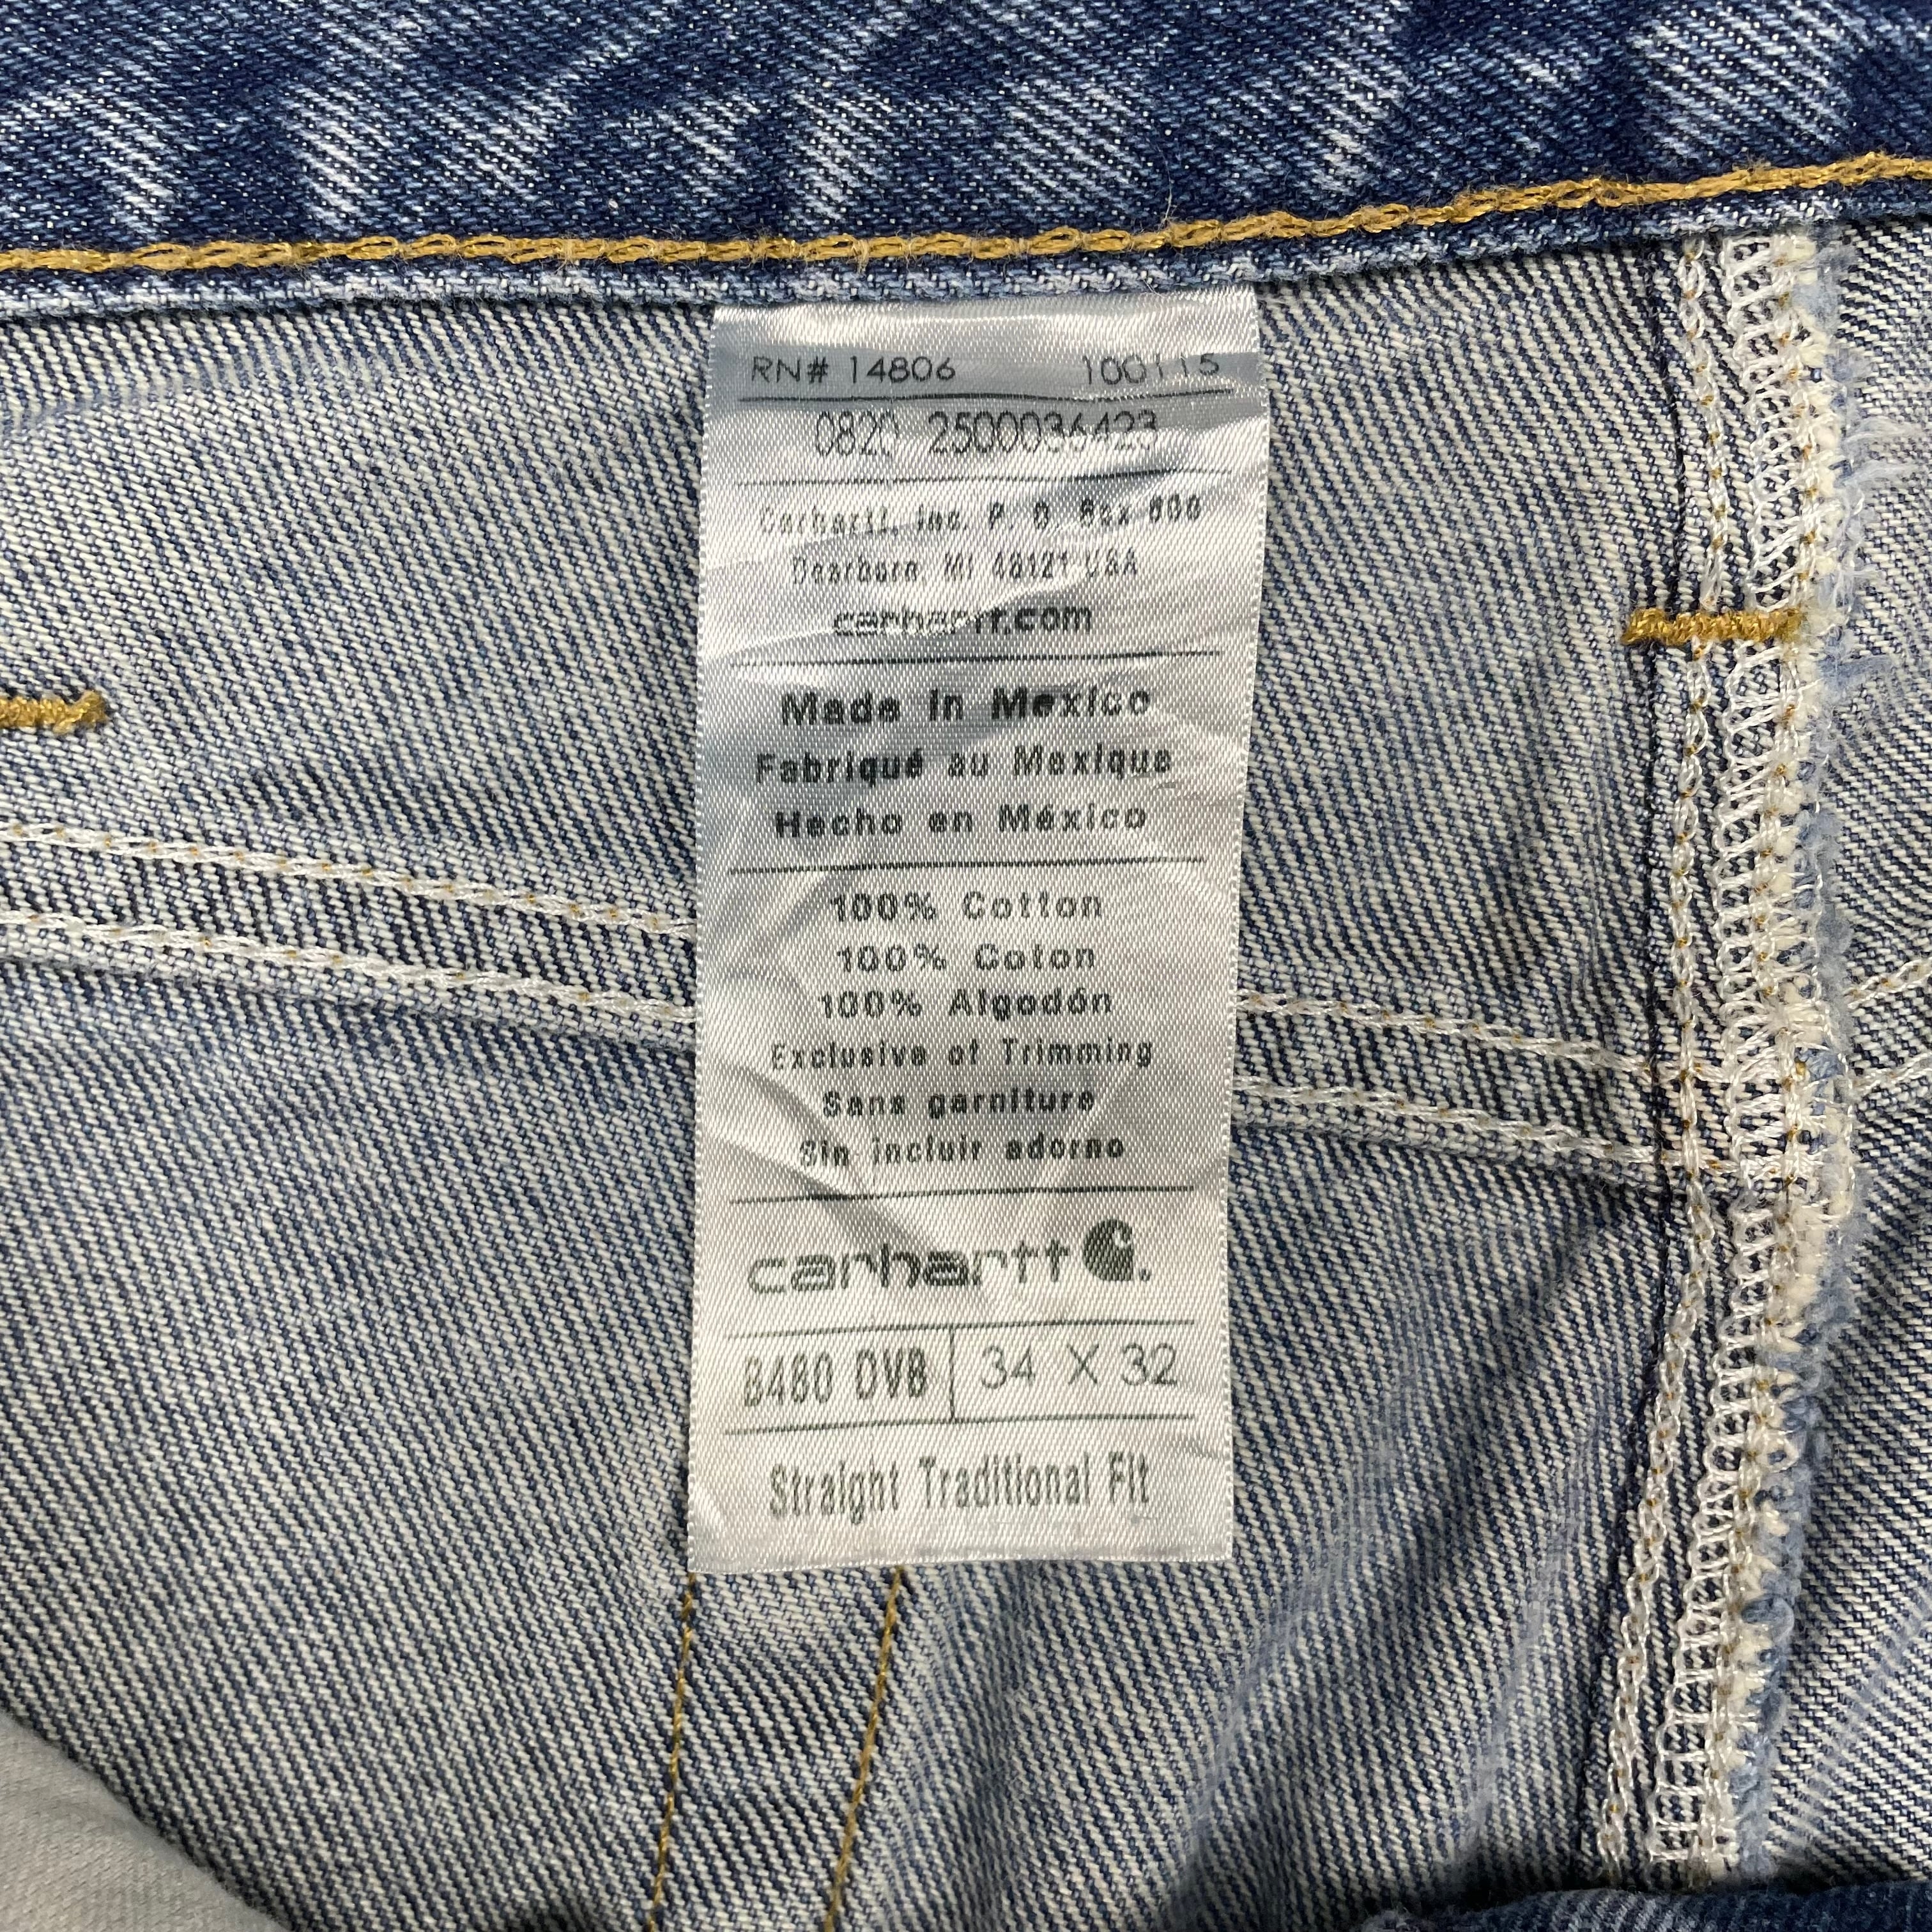 RN# 14806 100115
0820 2500036423
Carhartt, Inc. P. O. Box 600
Dearborn, MI 48121 USA
carhartt.com
Made in Mexico
Fabriqué au Mexique
Hecho en México
100% Cotton
100% Coton
100% Algodón
Exclusive of Trimming
Sans garniture
Sin incluir adorno
carhartt
B480 DVB 34 X 32
Straight Traditional Fit